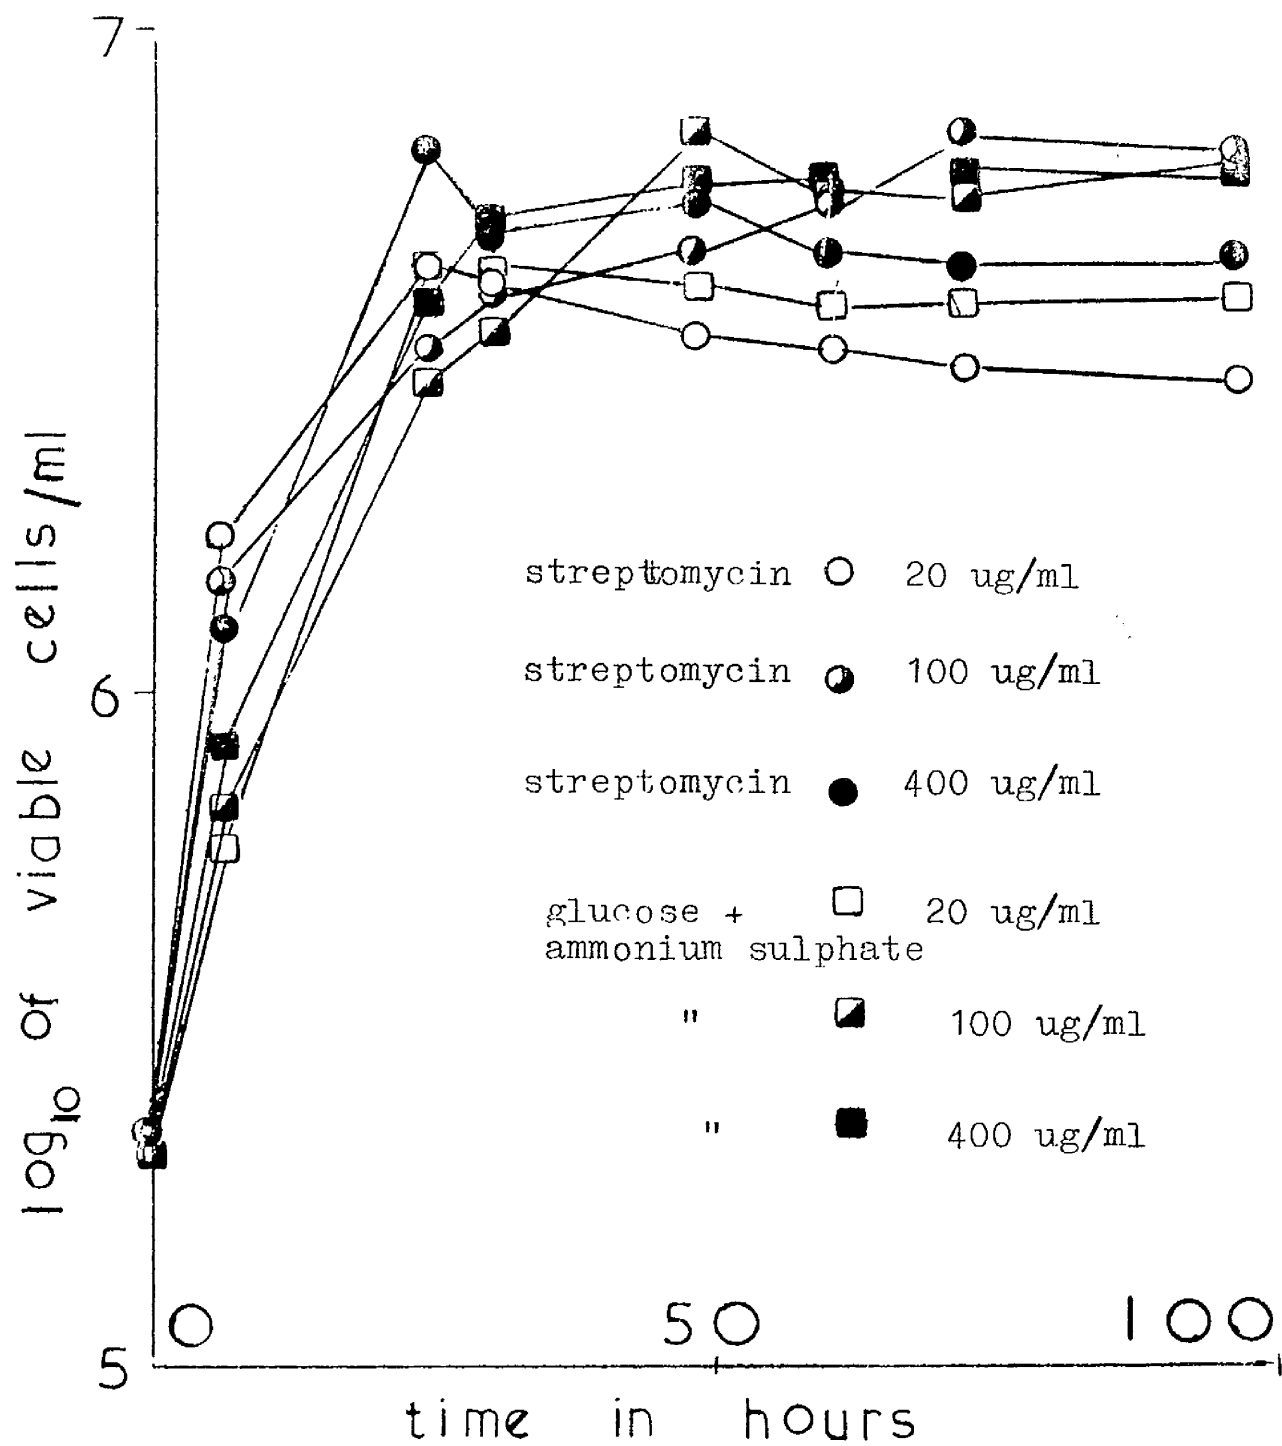 7
6
5
log10 of viable cells/ml
streptomycin 20 ug/ml
streptomycin 100 ug/ml
streptomycin 400 ug/ml
glucose + 20 ug/ml
ammonium sulphate
" 100 ug/ml
" 400 ug/ml
0 50 100
time in hours